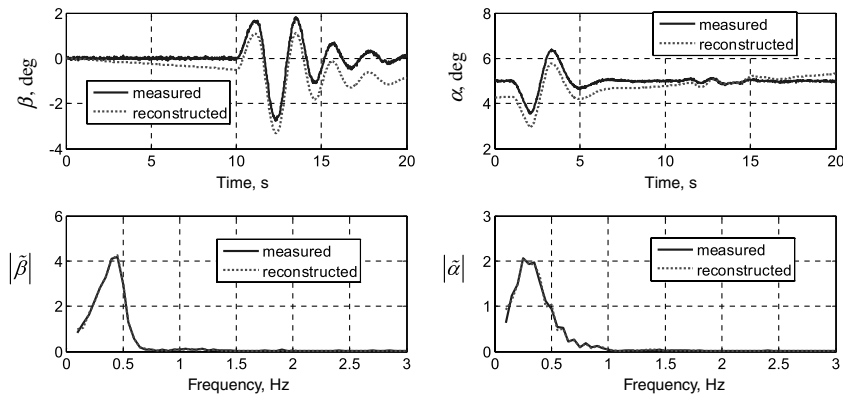 2
0
-2
-4
β, deg
measured
reconstructed
0
5
10
15
20
Time, s
8
6
4
2
α, deg
measured
reconstructed
0
5
10
15
20
Time, s
6
4
2
0
|β̃|
measured
reconstructed
0
0.5
1
1.5
2
2.5
3
Frequency, Hz
3
2
1
0
|α̃|
measured
reconstructed
0
0.5
1
1.5
2
2.5
3
Frequency, Hz